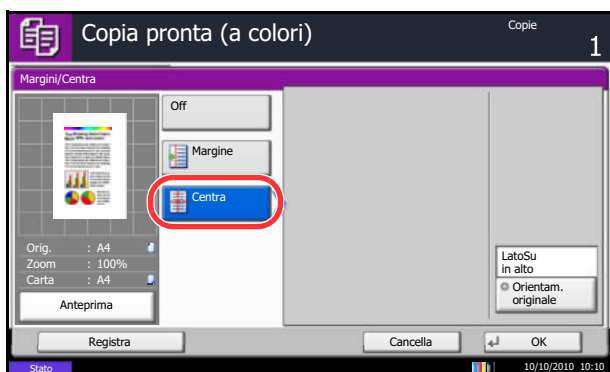 Copia pronta (a colori)
Copie
1
Margini/Centra
Off
Margine
Centra
Orig. : A4
Zoom : 100%
Carta : A4
Anteprima
LatoSu
in alto
Orientam.
originale
Registra
Cancella
OK
Stato
10/10/2010 10:10